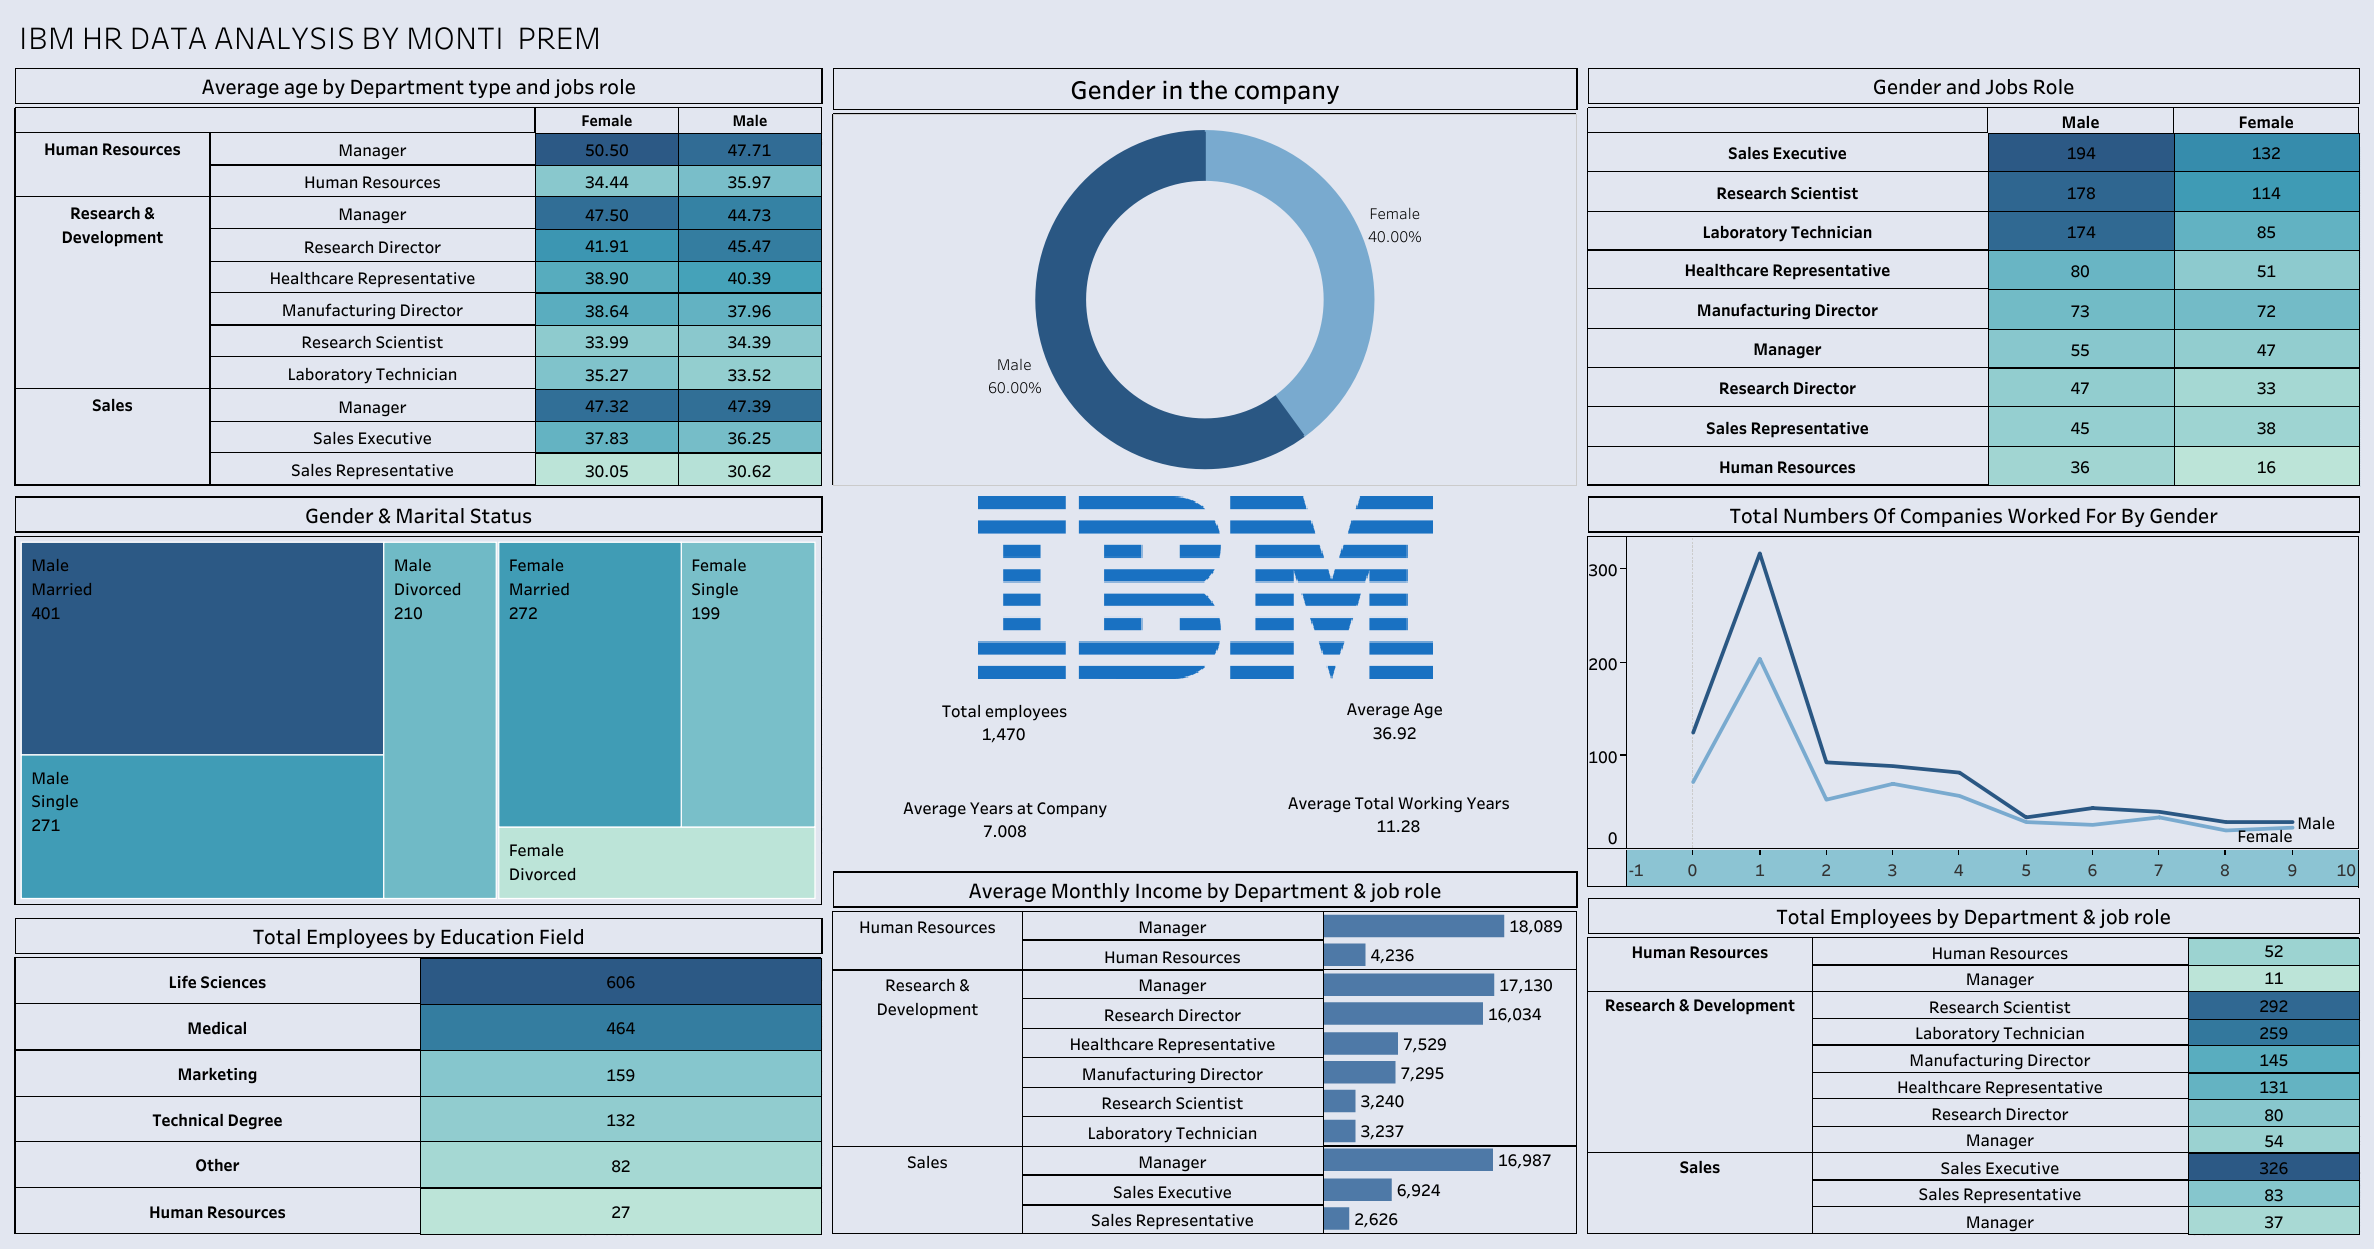 IBM HR DATA ANALYSIS BY MONTI  PREM
Average age by Department type and jobs role
Female Male
Human Resources Manager 50.50 47.71
Human Resources 34.44 35.97
Research & Development Manager 47.50 44.73
Research Director 41.91 45.47
Healthcare Representative 38.90 40.39
Manufacturing Director 38.64 37.96
Research Scientist 33.99 34.39
Laboratory Technician 35.27 33.52
Sales Manager 47.32 47.39
Sales Executive 37.83 36.25
Sales Representative 30.05 30.62
Gender in the company
Female
40.00%
Male
60.00%
Gender and Jobs Role
Male Female
Sales Executive 194 132
Research Scientist 178 114
Laboratory Technician 174 85
Healthcare Representative 80 51
Manufacturing Director 73 72
Manager 55 47
Research Director 47 33
Sales Representative 45 38
Human Resources 36 16
Gender & Marital Status
Male
Married
401
Male
Single
271
Male
Divorced
210
Female
Married
272
Female
Single
199
Female
Divorced
IBM
Total employees
1,470
Average Age
36.92
Average Years at Company
7.008
Average Total Working Years
11.28
Total Numbers Of Companies Worked For By Gender
300
200
100
0
Male
Female
-1 0 1 2 3 4 5 6 7 8 9 10
Total Employees by Education Field
Life Sciences 606
Medical 464
Marketing 159
Technical Degree 132
Other 82
Human Resources 27
Average Monthly Income by Department & job role
Human Resources Manager 18,089
Human Resources 4,236
Research & Development Manager 17,130
Research Director 16,034
Healthcare Representative 7,529
Manufacturing Director 7,295
Research Scientist 3,240
Laboratory Technician 3,237
Sales Manager 16,987
Sales Executive 6,924
Sales Representative 2,626
Total Employees by Department & job role
Human Resources Human Resources 52
Manager 11
Research & Development Research Scientist 292
Laboratory Technician 259
Manufacturing Director 145
Healthcare Representative 131
Research Director 80
Manager 54
Sales Sales Executive 326
Sales Representative 83
Manager 37